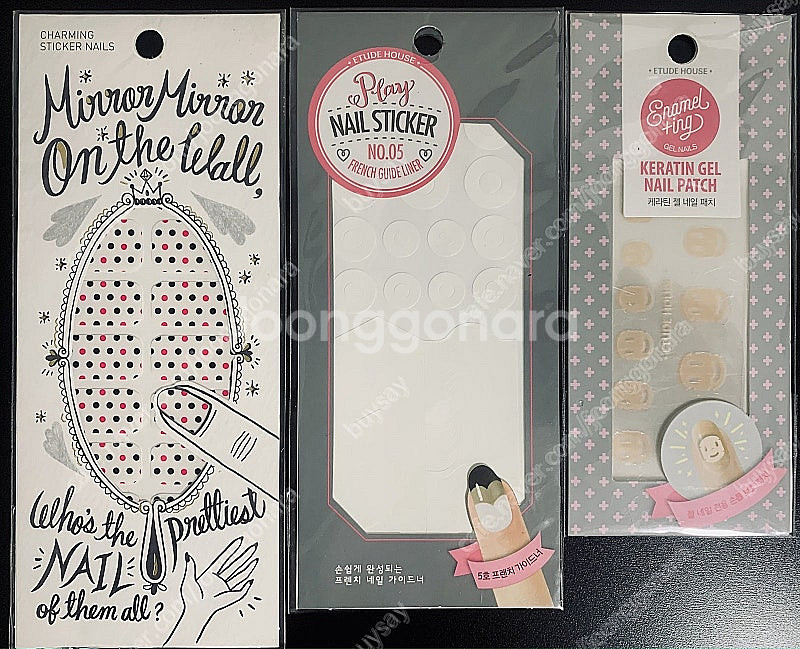 CHARMING
STICKER NAILS
Mirror Mirror
On the Wall,
Who's the prettiest
NAIL
of them all?
• ETUDE HOUSE •
Play
NAIL STICKER
NO.05
FRENCH GUIDE LINER
손쉽게 완성되는
프렌치 네일 가이드너
5호 프렌치 가이드너
• ETUDE HOUSE •
Enamel
+ing
GEL NAILS
KERATIN GEL
NAIL PATCH
케라틴 젤 네일 패치
joonggonara
buysay